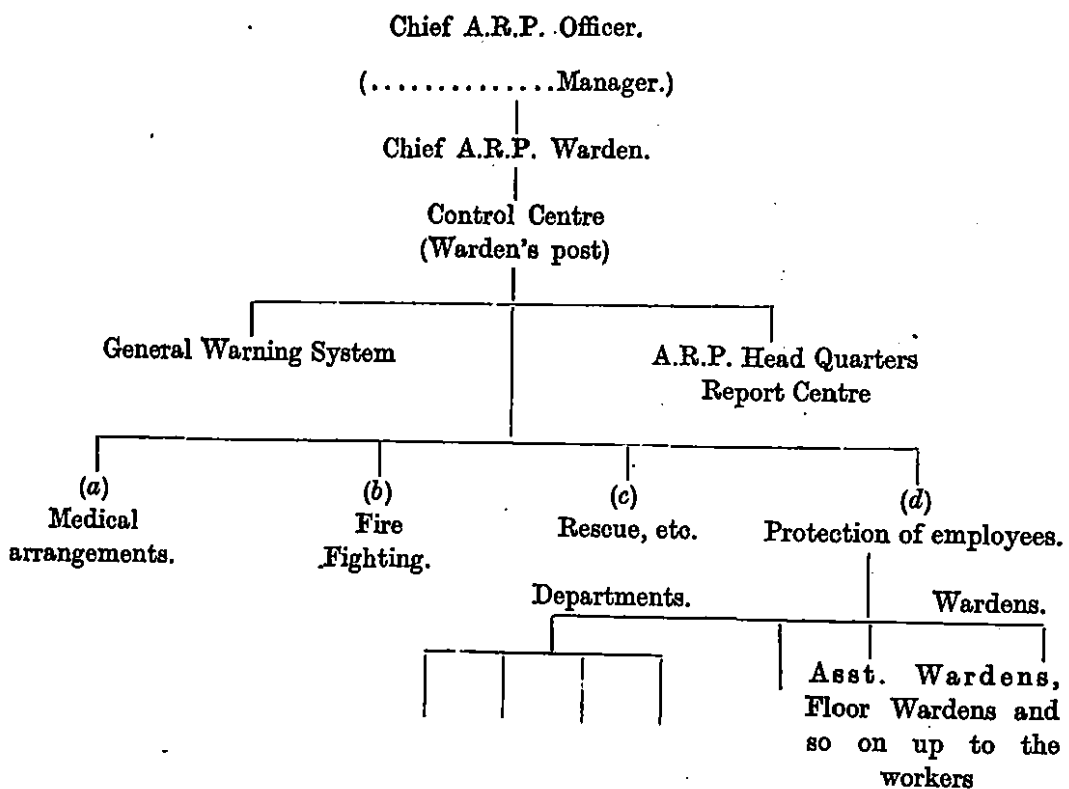 Chief A.R.P. Officer.
(..............Manager.)
Chief A.R.P. Warden.
Control Centre
(Warden's post)
General Warning System
A.R.P. Head Quarters
Report Centre
(a)
Medical
arrangements.
(b)
Fire
Fighting.
(c)
Rescue, etc.
(d)
Protection of employees.
Departments.
Wardens.
Asst. Wardens,
Floor Wardens and
so on up to the
workers